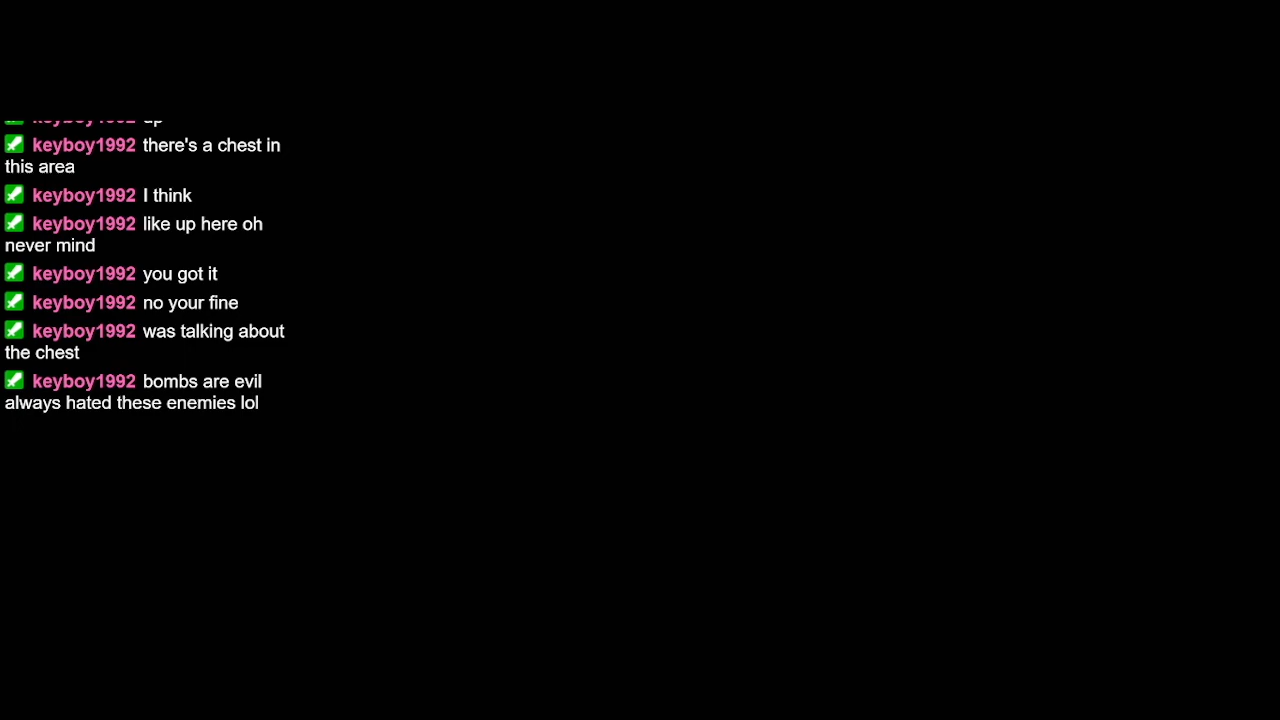 keyboy1992 up
keyboy1992 there's a chest in
this area
keyboy1992 I think
keyboy1992 like up here oh
never mind
keyboy1992 you got it
keyboy1992 no your fine
keyboy1992 was talking about
the chest
keyboy1992 bombs are evil
always hated these enemies lol